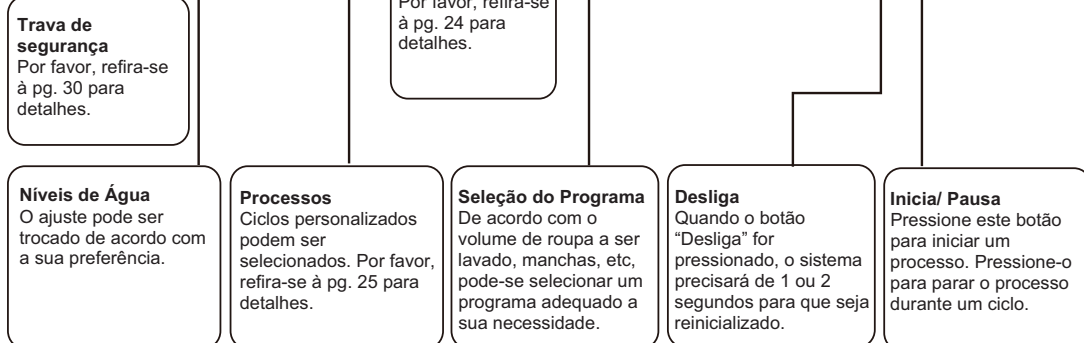 Por favor, refira-se
à pg. 24 para
detalhes.
Trava de
segurança
Por favor, refira-se
à pg. 30 para
detalhes.
Níveis de Água
O ajuste pode ser
trocado de acordo com
a sua preferência.
Processos
Ciclos personalizados
podem ser
selecionados. Por favor,
refira-se à pg. 25 para
detalhes.
Seleção do Programa
De acordo com o
volume de roupa a ser
lavado, manchas, etc,
pode-se selecionar um
programa adequado a
sua necessidade.
Desliga
Quando o botão
“Desliga” for
pressionado, o sistema
precisará de 1 ou 2
segundos para que seja
reinicializado.
Inicia/ Pausa
Pressione este botão
para iniciar um
processo. Pressione-o
para parar o processo
durante um ciclo.